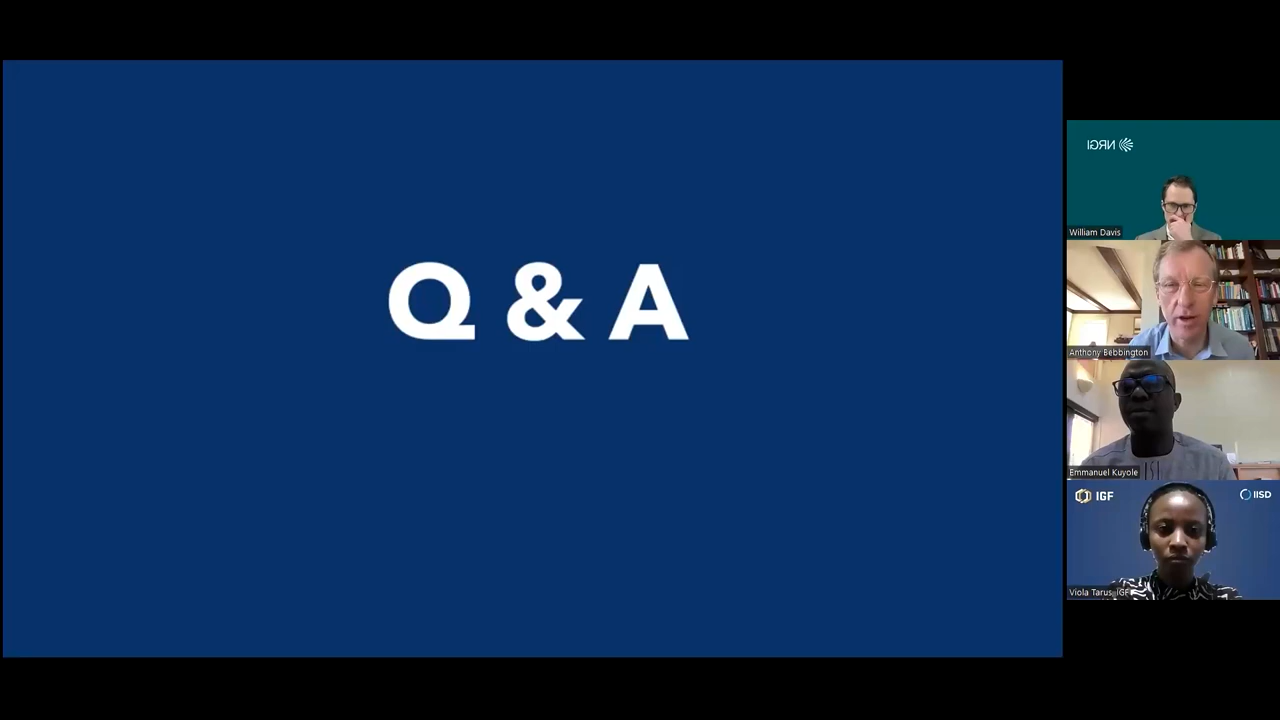 Q & A
NRGI
William Davis
Anthony Bebbington
Emmanuel Kuyole
IGF
IISD
Viola Tarus, IGF